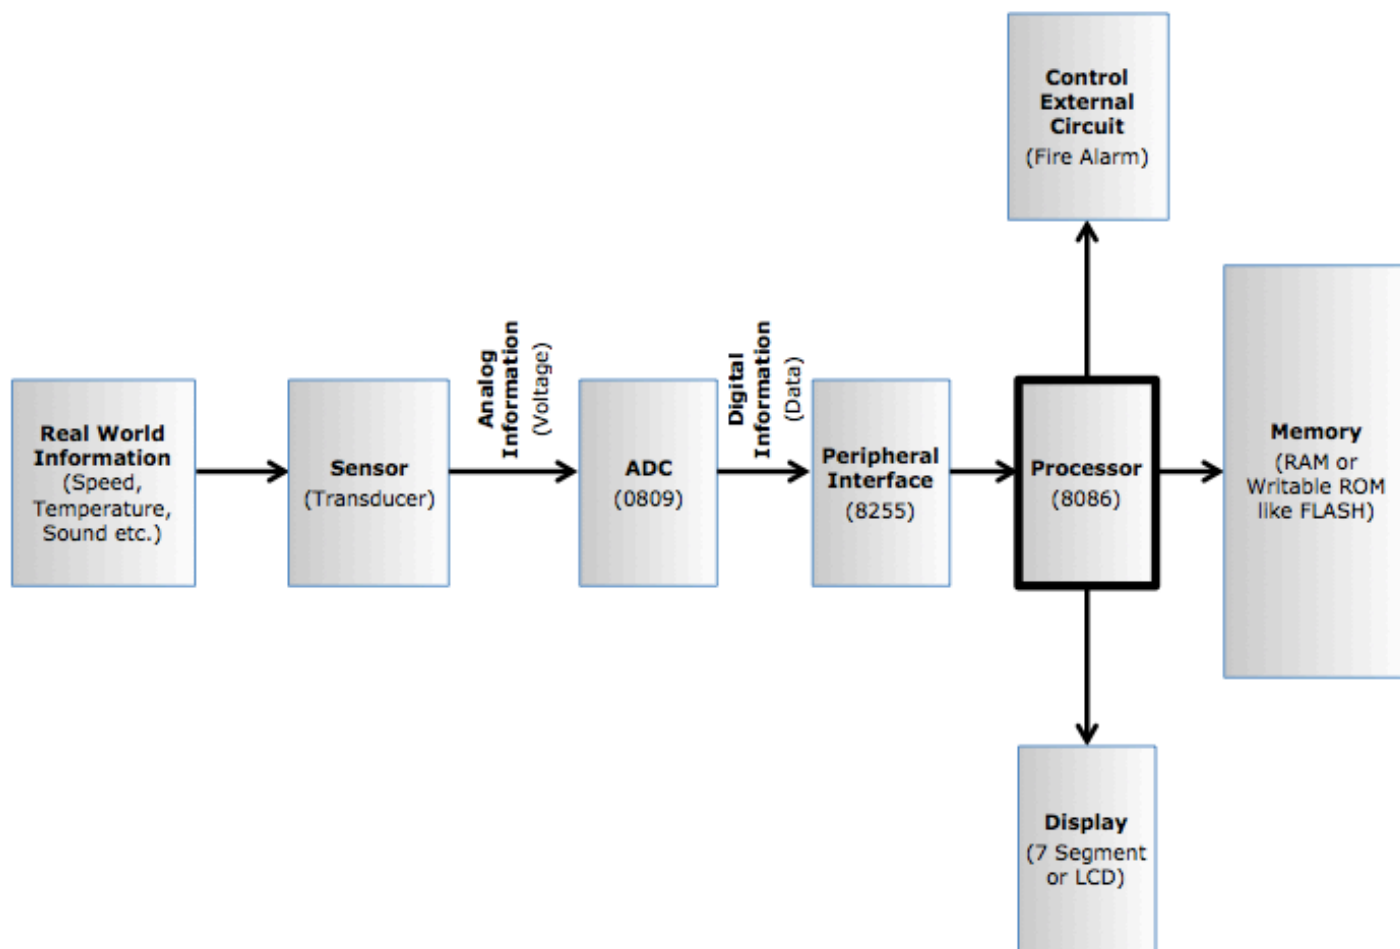 Control
External
Circuit
(Fire Alarm)
Real World
Information
(Speed,
Temperature,
Sound etc.)
Sensor
(Transducer)
Analog
Information
(Voltage)
ADC
(0809)
Digital
Information
(Data)
Peripheral
Interface
(8255)
Processor
(8086)
Memory
(RAM or
Writable ROM
like FLASH)
Display
(7 Segment
or LCD)